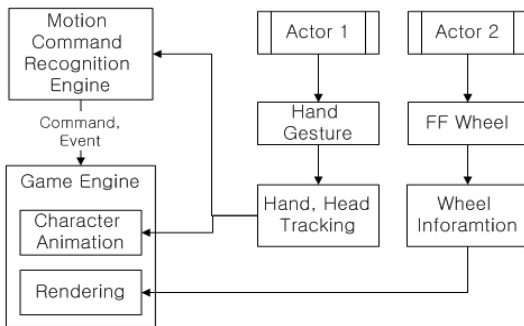 Motion
Command
Recognition
Engine
Actor 1
Actor 2
Hand
Gesture
FF Wheel
Command,
Event
Game Engine
Character
Animation
Rendering
Hand, Head
Tracking
Wheel
Inforamtion